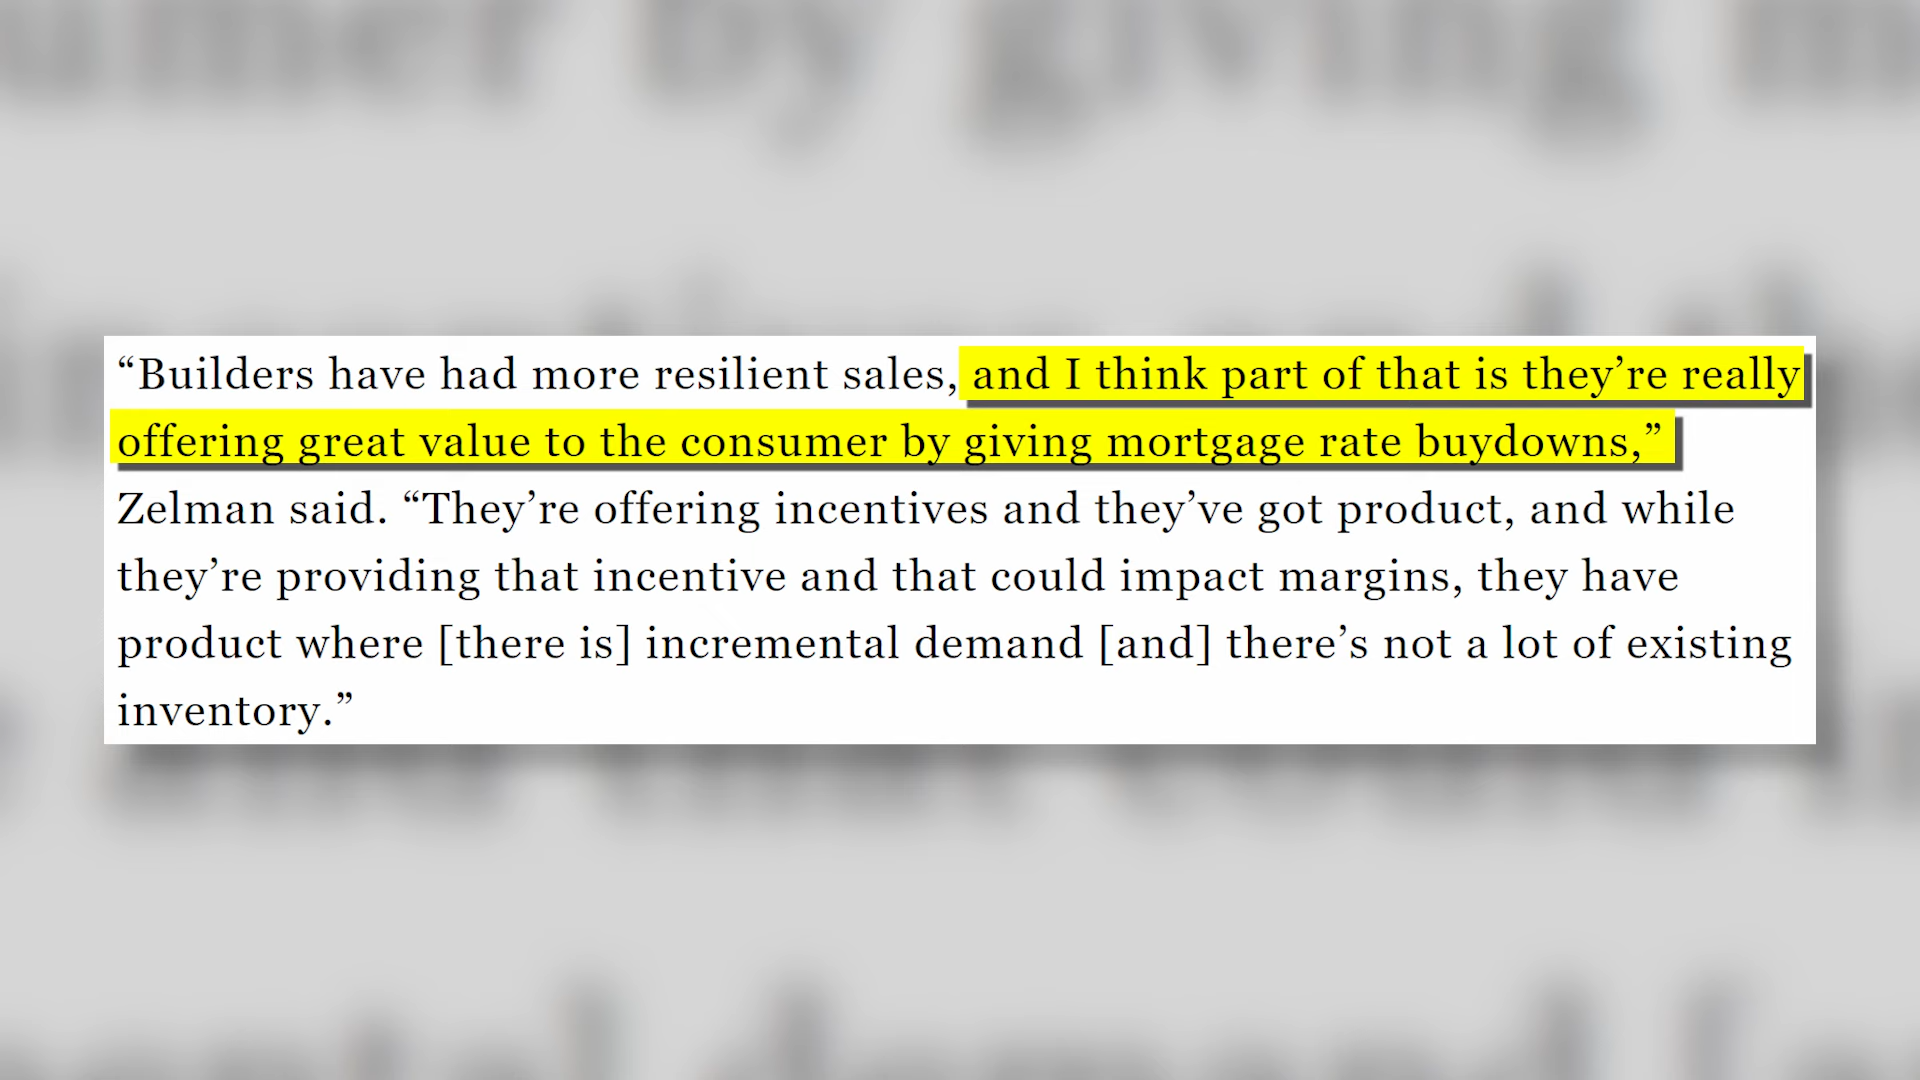 “Builders have had more resilient sales, and I think part of that is they’re really
offering great value to the consumer by giving mortgage rate buydowns,”
Zelman said. “They’re offering incentives and they’ve got product, and while
they’re providing that incentive and that could impact margins, they have
product where [there is] incremental demand [and] there’s not a lot of existing
inventory.”